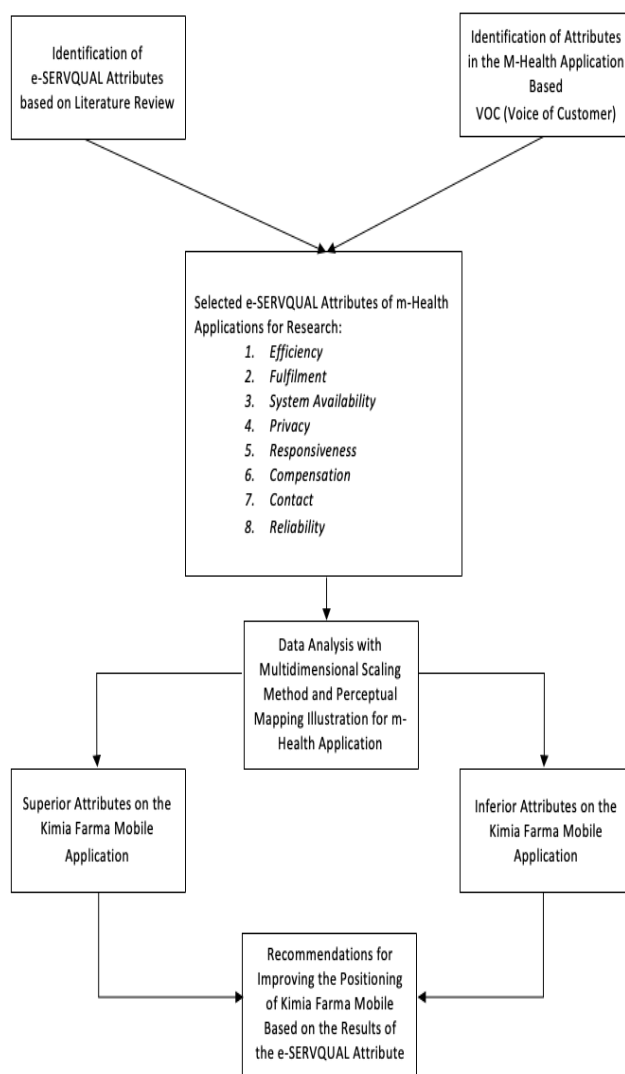 Identification of
e-SERVQUAL Attributes
based on Literature Review
Identification of Attributes
in the M-Health Application
Based
VOC (Voice of Customer)
Selected e-SERVQUAL Attributes of m-Health
Applications for Research:
1. Efficiency
2. Fulfilment
3. System Availability
4. Privacy
5. Responsiveness
6. Compensation
7. Contact
8. Reliability
Data Analysis with
Multidimensional Scaling
Method and Perceptual
Mapping Illustration for m-
Health Application
Superior Attributes on the
Kimia Farma Mobile
Application
Inferior Attributes on the
Kimia Farma Mobile
Application
Recommendations for
Improving the Positioning
of Kimia Farma Mobile
Based on the Results of
the e-SERVQUAL Attribute